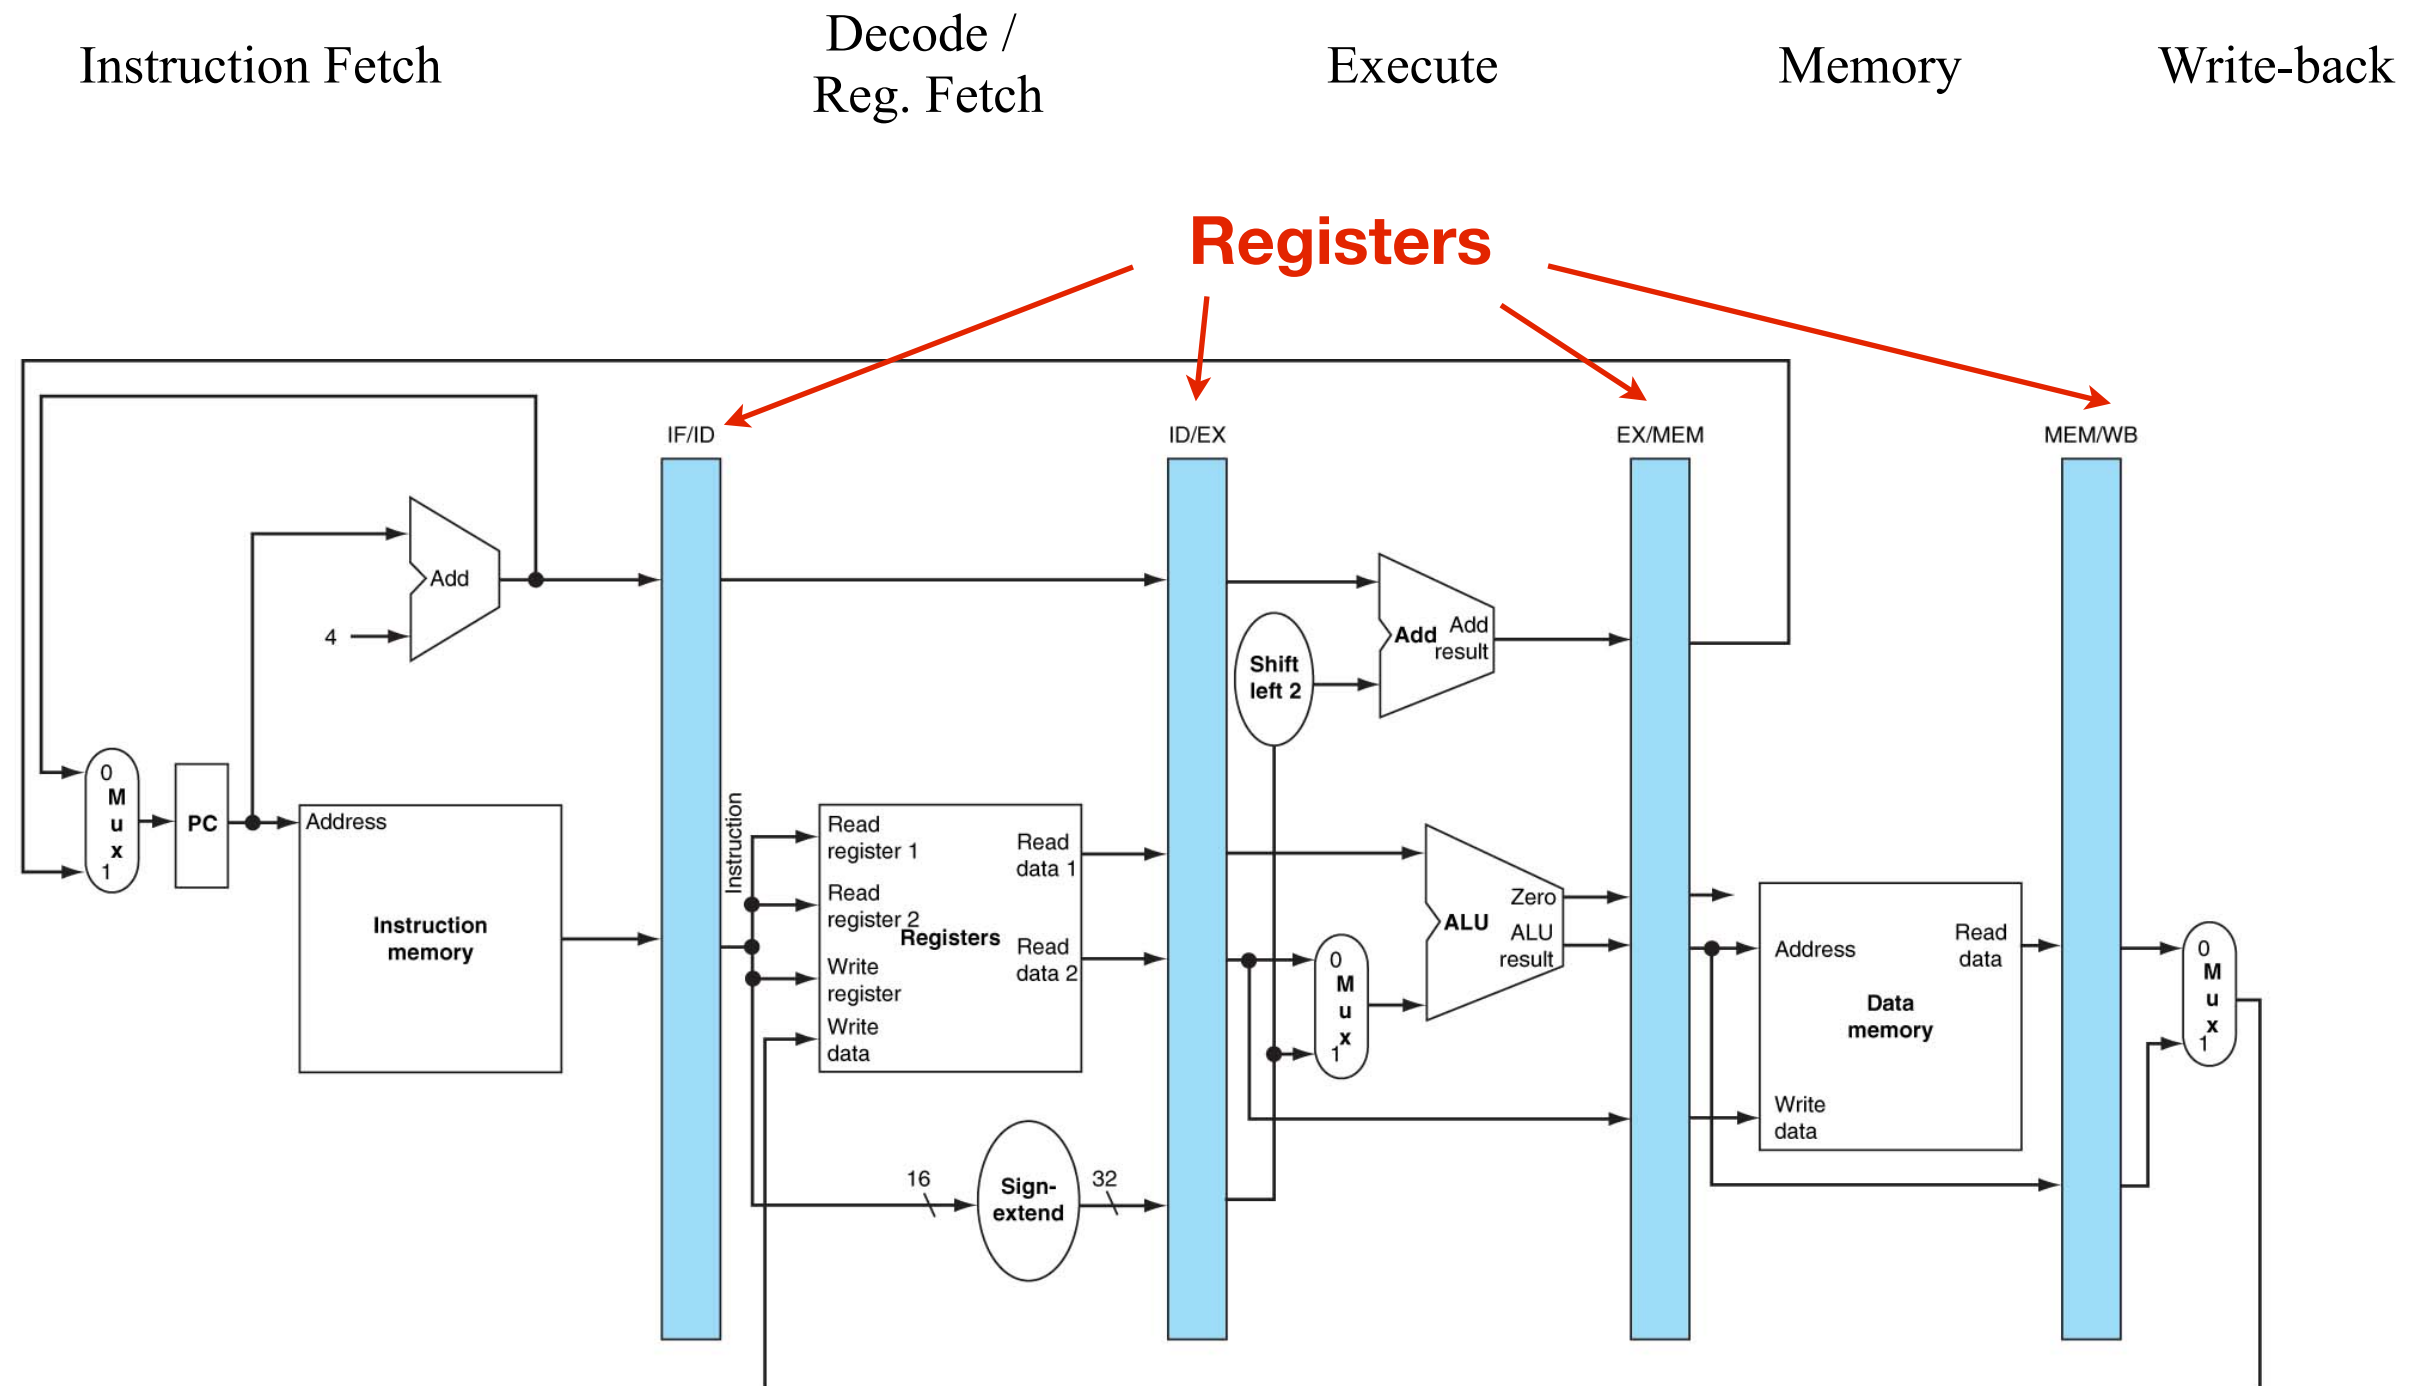 Instruction Fetch
Decode /
Reg. Fetch
Execute
Memory
Write-back
Registers
IF/ID
ID/EX
EX/MEM
MEM/WB
Add
4
0
M
u
x
1
PC
Address
Instruction
memory
Instruction
Read
register 1
Read
register 2
Write
register
Write
data
Registers
Read
data 1
Read
data 2
16
Sign-
extend
32
Shift
left 2
Add
Add
result
0
M
u
x
1
ALU
Zero
ALU
result
Address
Read
data
Data
memory
Write
data
0
M
u
x
1